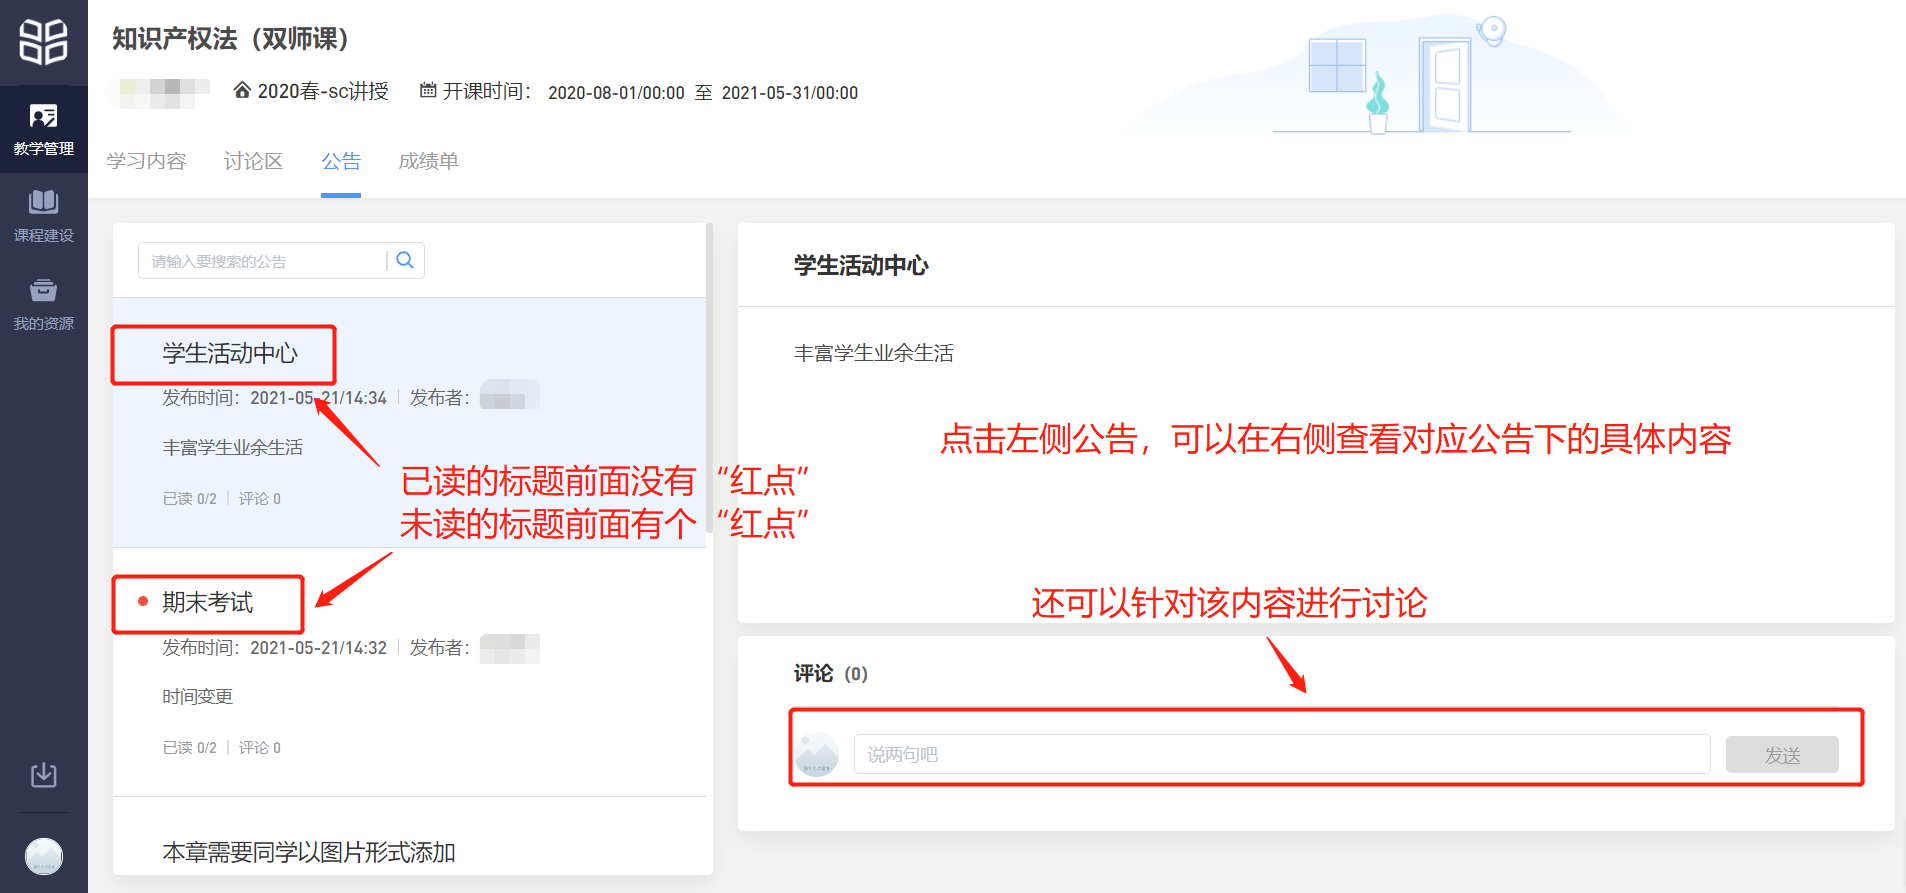 知识产权法（双师课）
2020春-sc讲授 开课时间： 2020-08-01/00:00 至 2021-05-31/00:00
教学管理
课程建设
我的资源
学习内容 讨论区 公告 成绩单
请输入要搜索的公告
学生活动中心
发布时间：2021-05-21/14:34 发布者：
丰富学生业余生活
已读 0/2 评论 0
已读的标题前面没有“红点”
未读的标题前面有个“红点”
期末考试
发布时间：2021-05-21/14:32 发布者：
时间变更
已读 0/2 评论 0
本章需要同学以图片形式添加
学生活动中心
丰富学生业余生活
点击左侧公告，可以在右侧查看对应公告下的具体内容
还可以针对该内容进行讨论
评论（0）
说两句吧
发送